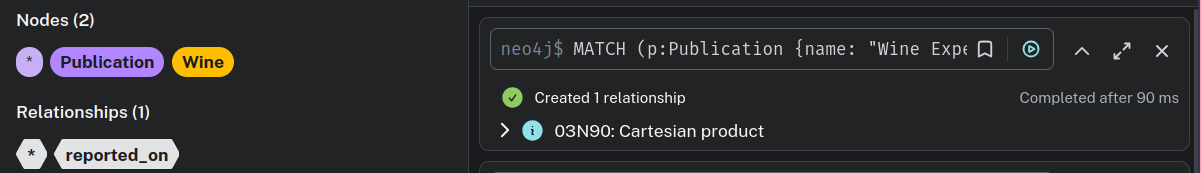 Nodes (2)
* Publication Wine
Relationships (1)
* reported_on
neo4j$ MATCH (p:Publication {name: "Wine Expe
Created 1 relationship
Completed after 90 ms
03N90: Cartesian product